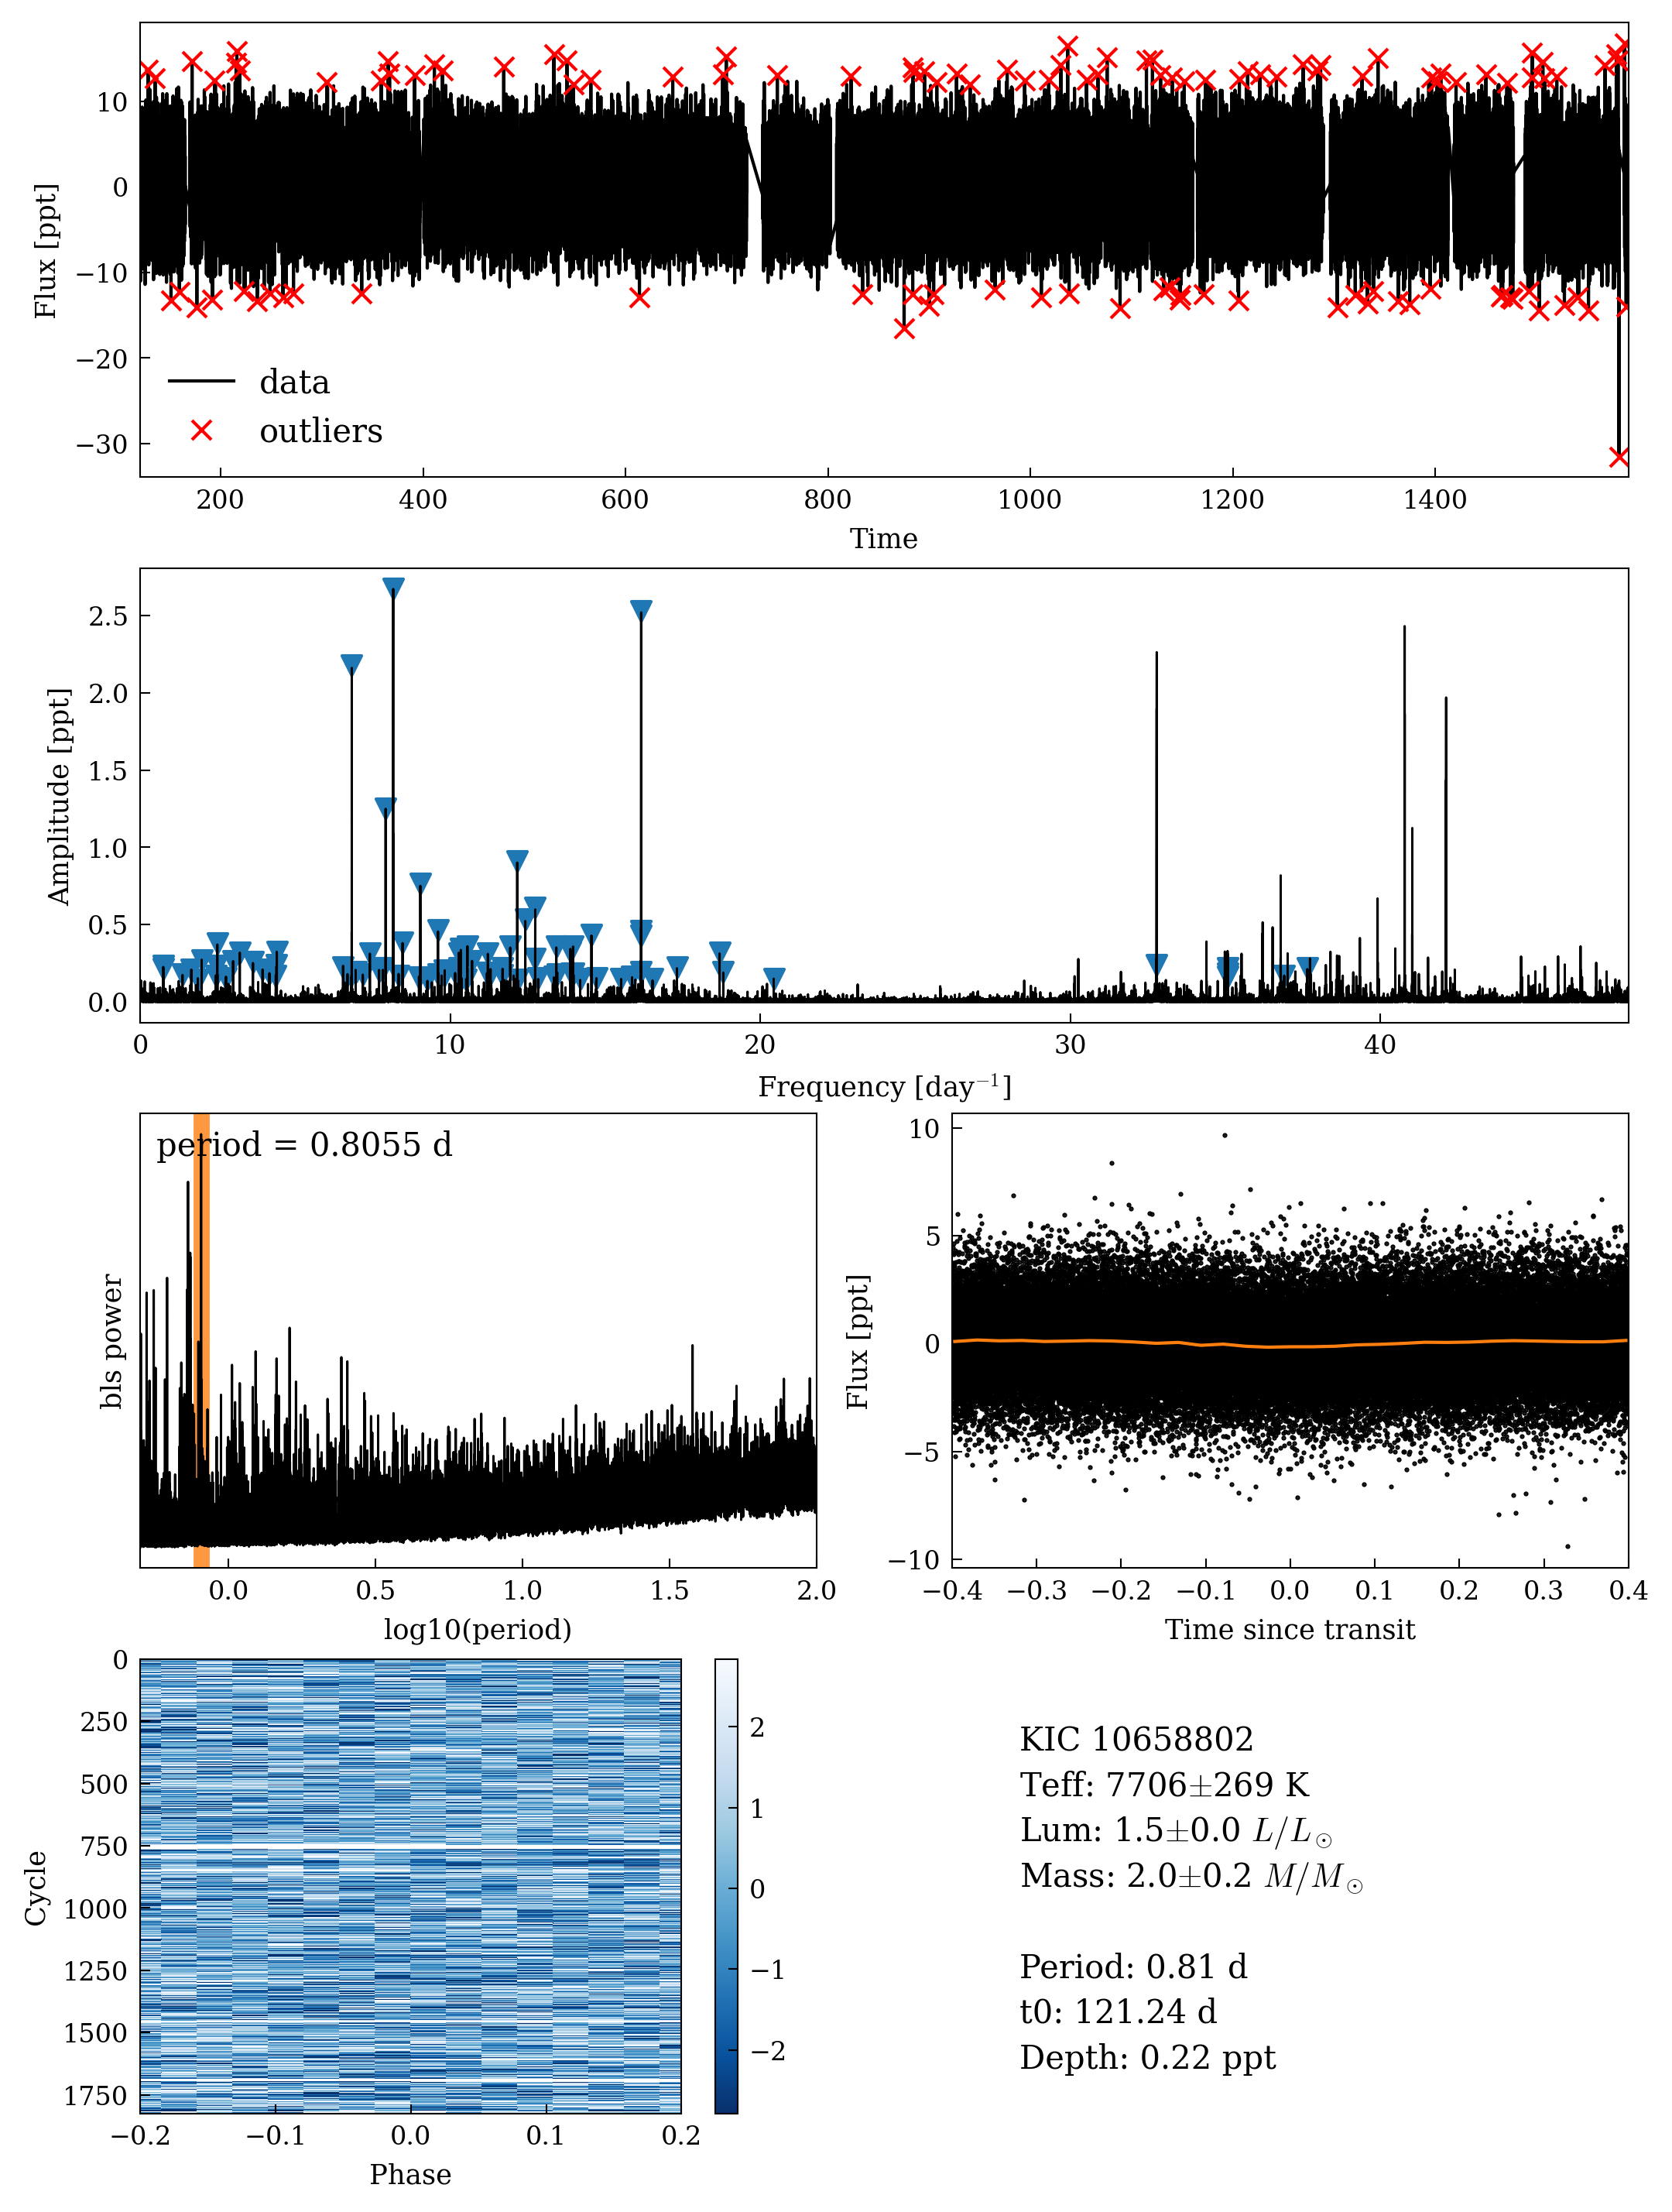 10
0
−10
−20
−30
Flux [ppt]
data
outliers
200 400 600 800 1000 1200 1400
Time
2.5
2.0
1.5
1.0
0.5
0.0
Amplitude [ppt]
0 10 20 30 40
Frequency [day⁻¹]
period = 0.8055 d
bls power
0.0 0.5 1.0 1.5 2.0
log10(period)
10
5
0
−5
−10
Flux [ppt]
−0.4 −0.3 −0.2 −0.1 0.0 0.1 0.2 0.3 0.4
Time since transit
0
250
500
750
1000
1250
1500
1750
Cycle
−0.2 −0.1 0.0 0.1 0.2
Phase
2
1
0
−1
−2
KIC 10658802
Teff: 7706±269 K
Lum: 1.5±0.0 L/L⊙
Mass: 2.0±0.2 M/M⊙
Period: 0.81 d
t0: 121.24 d
Depth: 0.22 ppt